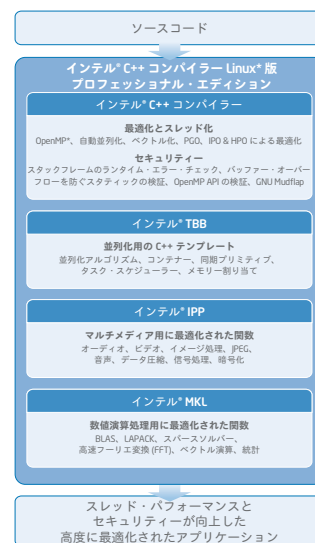 ソースコード
インテル® C++ コンパイラー Linux* 版
プロフェッショナル・エディション
インテル® C++ コンパイラー
最適化とスレッド化
OpenMP*、自動並列化、ベクトル化、PGO、IPO & HPO による最適化
セキュリティー
スタックフレームのランタイム・エラー・チェック、バッファー・オーバー
フローを防ぐスタティックの検証、OpenMP API の検証、GNU Mudflap
インテル® TBB
並列化用の C++ テンプレート
並列化アルゴリズム、コンテナー、同期プリミティブ、
タスク・スケジューラー、メモリー割り当て
インテル® IPP
マルチメディア用に最適化された関数
オーディオ、ビデオ、イメージ処理、JPEG、
音声、データ圧縮、信号処理、暗号化
インテル® MKL
数値演算処理用に最適化された関数
BLAS、LAPACK、スパースソルバー、
高速フーリエ変換 (FFT)、ベクトル演算、統計
スレッド・パフォーマンスと
セキュリティーが向上した
高度に最適化されたアプリケーション